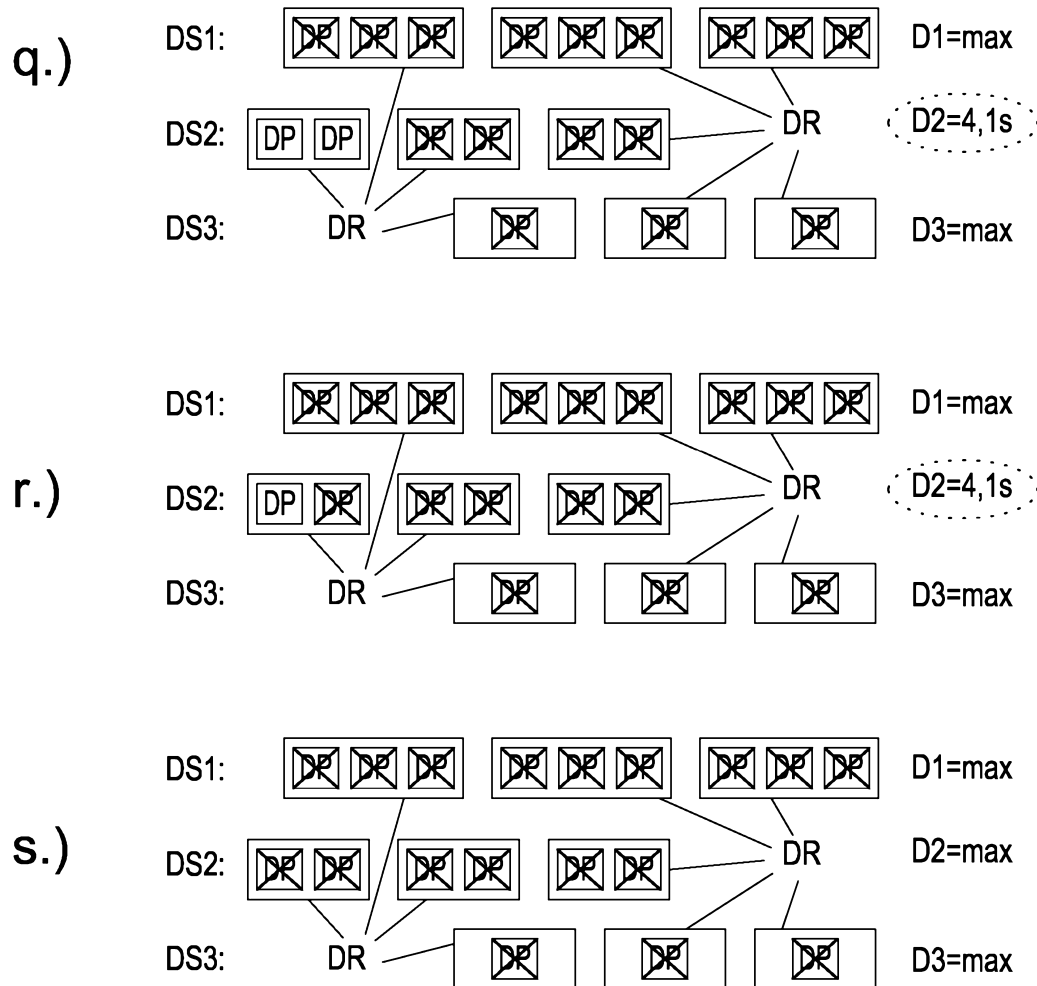 q.)
DS1: DP DP DP DP DP DP DP DP DP D1=max
DR D2=4,1s
DS2: DP DP DP DP DP DP
DS3: DR DP DP DP D3=max
r.)
DS1: DP DP DP DP DP DP DP DP DP D1=max
DR D2=4,1s
DS2: DP DP DP DP DP DP
DS3: DR DP DP DP D3=max
s.)
DS1: DP DP DP DP DP DP DP DP DP D1=max
DR D2=max
DS2: DP DP DP DP DP DP
DS3: DR DP DP DP D3=max